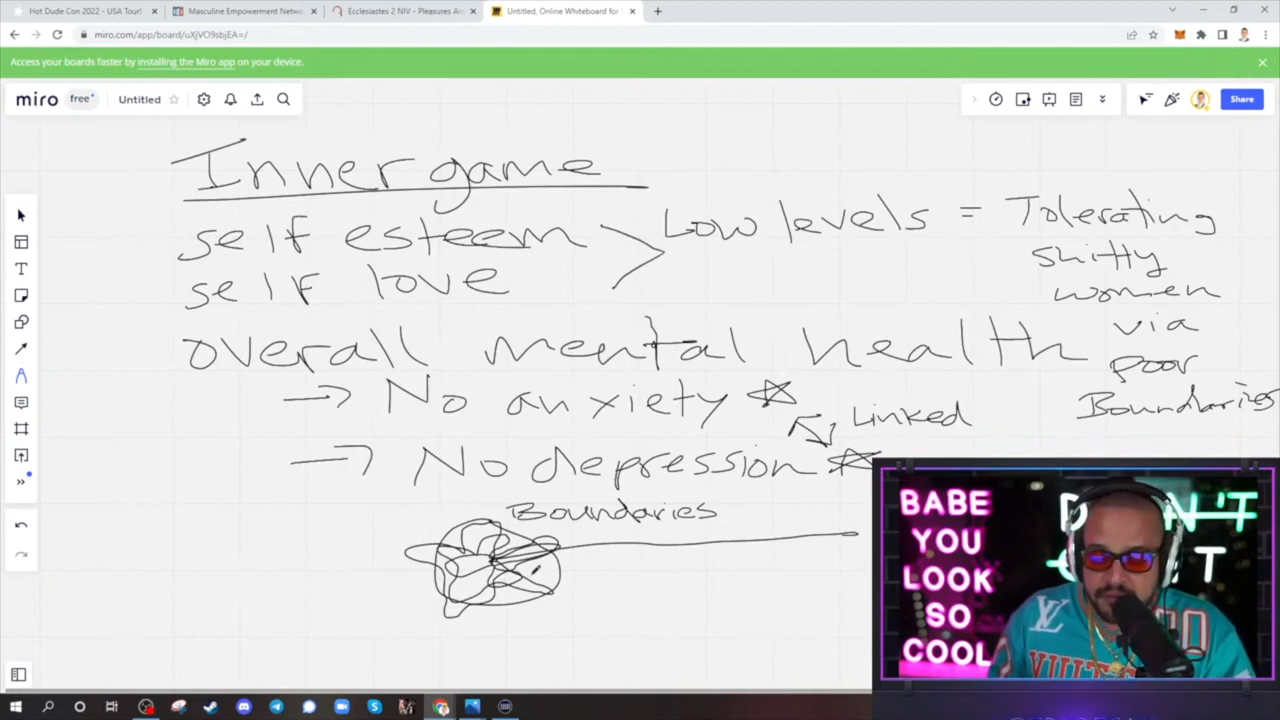 Hot Dude Con 2022 - USA Tour!
Masculine Empowerment Netwo
Ecclesiastes 2 NIV - Pleasures Ar
Untitled, Online Whiteboard for
miro.com/app/board/uXjVO9sbjEA=/
Access your boards faster by installing the Miro app on your device.
miro free Untitled
Share
Inner game
self esteem > Low levels = Tolerating
self love
shitty
women
via
poor
Boundaries
overall mental health
→ No anxiety
Linked
→ No depression
Boundaries
BABE
YOU
LOOK
SO
COOL